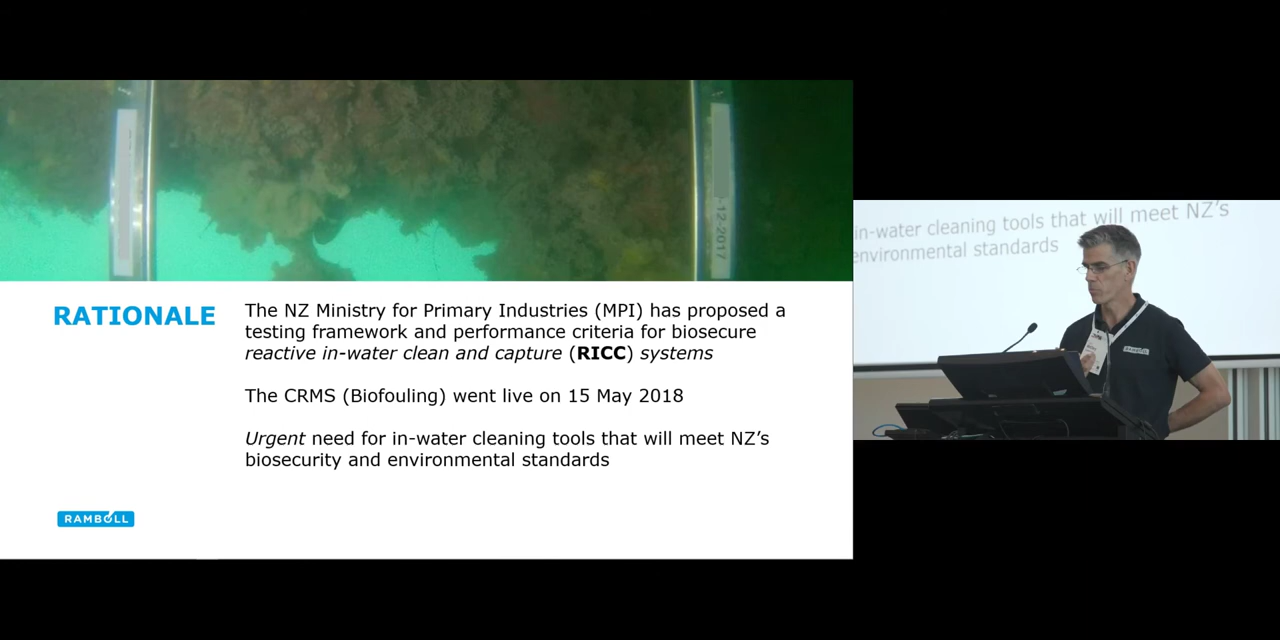 -12-2017
RATIONALE
The NZ Ministry for Primary Industries (MPI) has proposed a
testing framework and performance criteria for biosecure
reactive in-water clean and capture (RICC) systems
The CRMS (Biofouling) went live on 15 May 2018
Urgent need for in-water cleaning tools that will meet NZ's
biosecurity and environmental standards
RAMBOLL
in-water cleaning tools that will meet NZ's
environmental standards
RAMBOLL